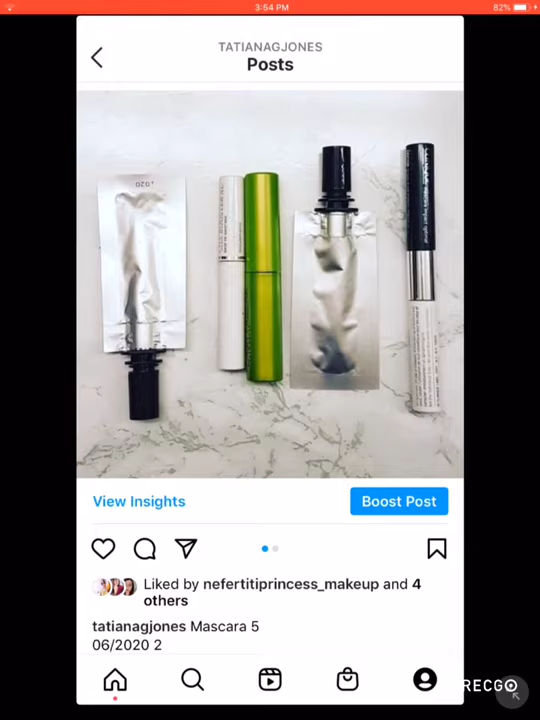 3:54 PM
82%
TATIANAGJONES
Posts
View Insights
Boost Post
Liked by nefertitiprincess_makeup and 4
others
tatianagjones Mascara 5
06/2020 2
RECGO